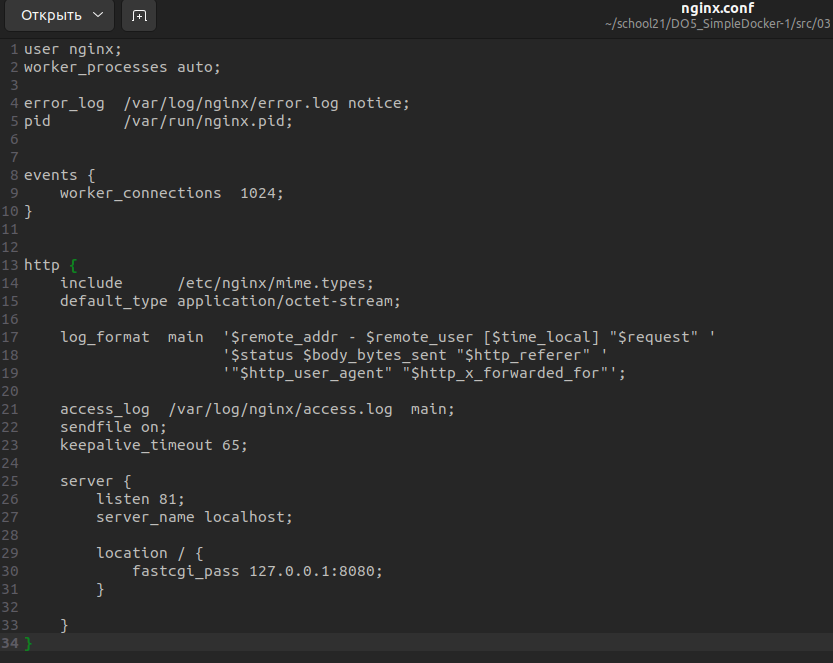 Открыть
nginx.conf
~/school21/DO5_SimpleDocker-1/src/03
1 user nginx;
2 worker_processes auto;
3
4 error_log  /var/log/nginx/error.log notice;
5 pid        /var/run/nginx.pid;
6
7
8 events {
9     worker_connections  1024;
10 }
11
12
13 http {
14     include      /etc/nginx/mime.types;
15     default_type application/octet-stream;
16
17     log_format  main  '$remote_addr - $remote_user [$time_local] "$request" '
18                       '$status $body_bytes_sent "$http_referer" '
19                       '"$http_user_agent" "$http_x_forwarded_for"';
20
21     access_log  /var/log/nginx/access.log  main;
22     sendfile on;
23     keepalive_timeout 65;
24
25     server {
26         listen 81;
27         server_name localhost;
28
29         location / {
30             fastcgi_pass 127.0.0.1:8080;
31         }
32
33     }
34 }